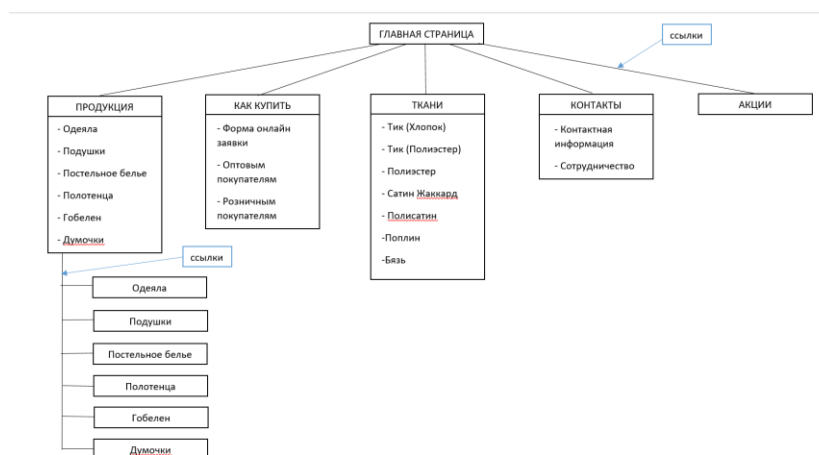 ГЛАВНАЯ СТРАНИЦА
ссылки
ПРОДУКЦИЯ
- Одеяла
- Подушки
- Постельное белье
- Полотенца
- Гобелен
- Думочки
КАК КУПИТЬ
- Форма онлайн
заявки
- Оптовым
покупателям
- Розничным
покупателям
ТКАНИ
- Тик (Хлопок)
- Тик (Полиэстер)
- Полиэстер
- Сатин Жаккард
- Полисатин
-Поплин
-Бязь
КОНТАКТЫ
- Контактная
информация
- Сотрудничество
АКЦИИ
ссылки
Одеяла
Подушки
Постельное белье
Полотенца
Гобелен
Думочки